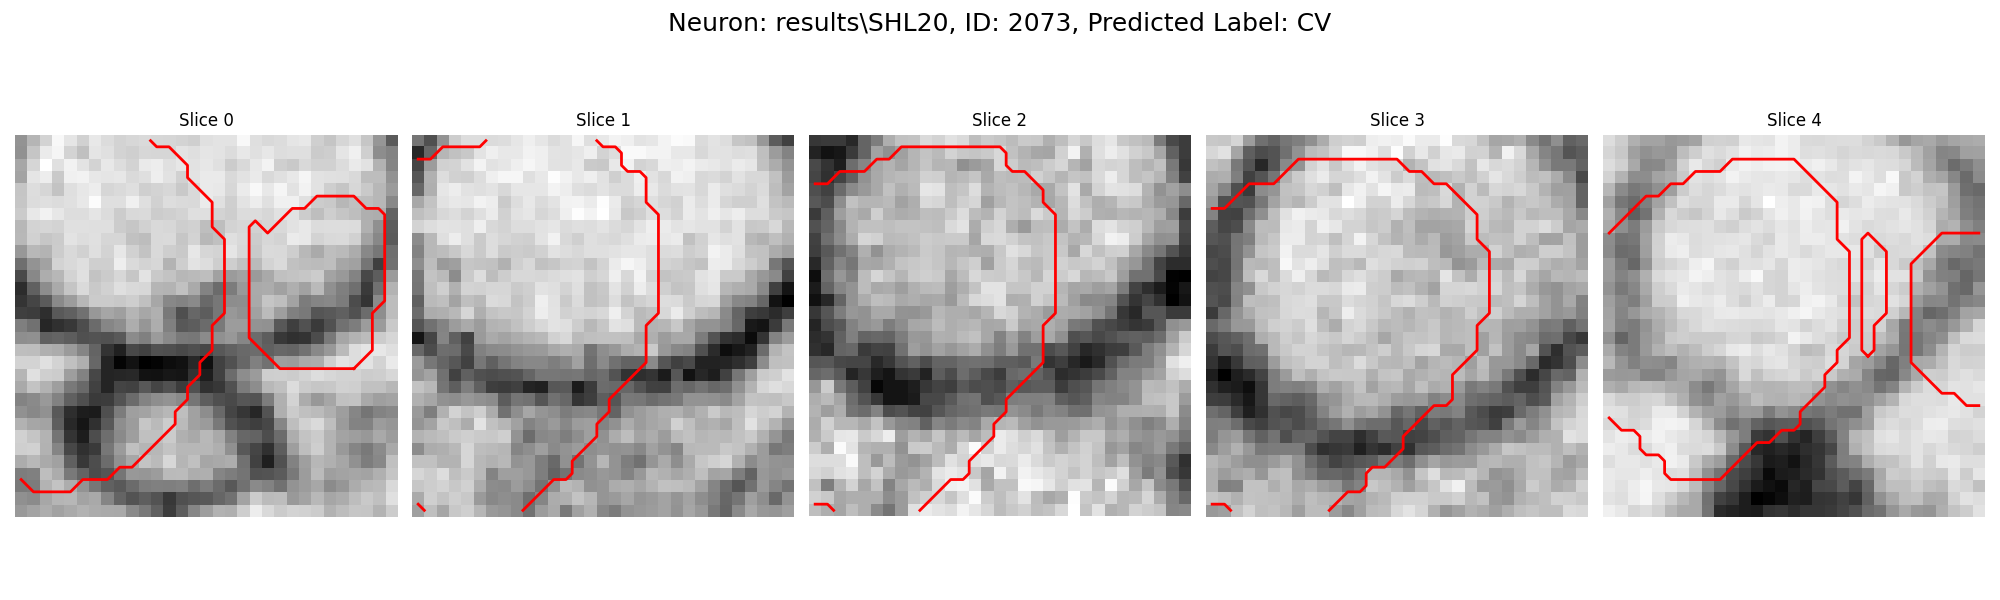 Neuron: results\SHL20, ID: 2073, Predicted Label: CV
Slice 0
Slice 1
Slice 2
Slice 3
Slice 4